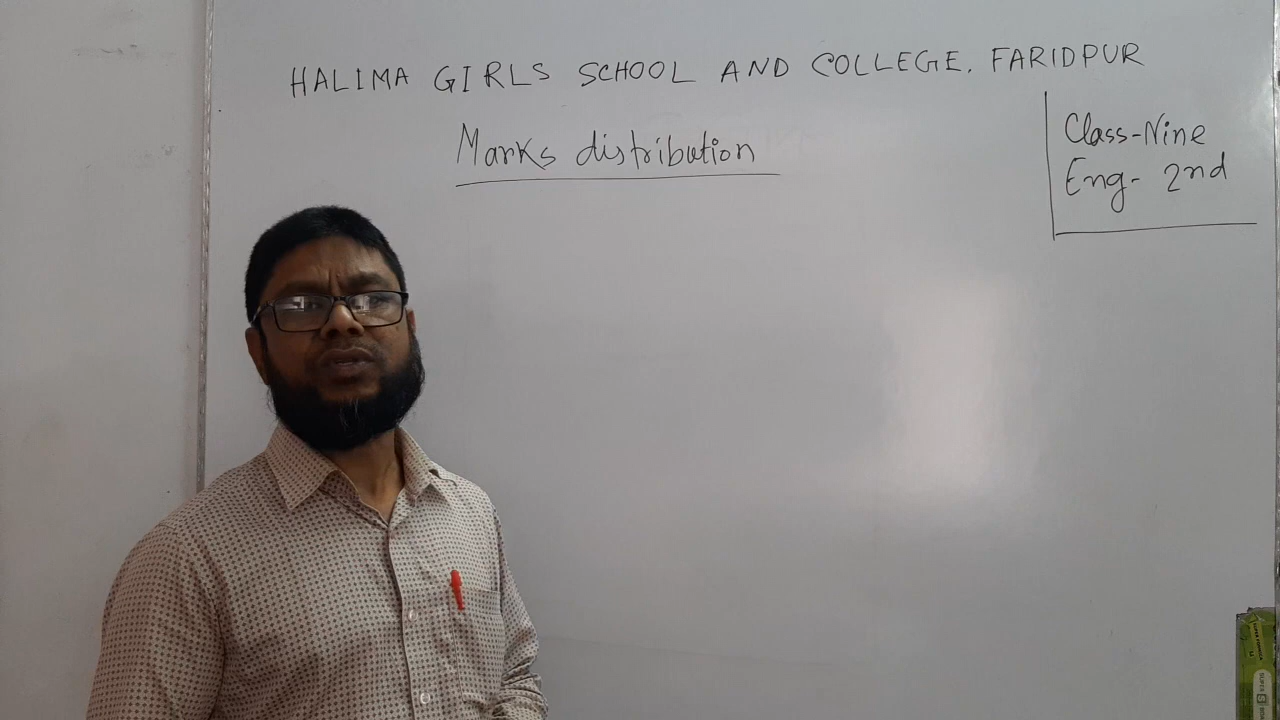 HALIMA GIRLS SCHOOL AND COLLEGE. FARIDPUR
Marks distribution
Class-Nine
Eng- 2nd